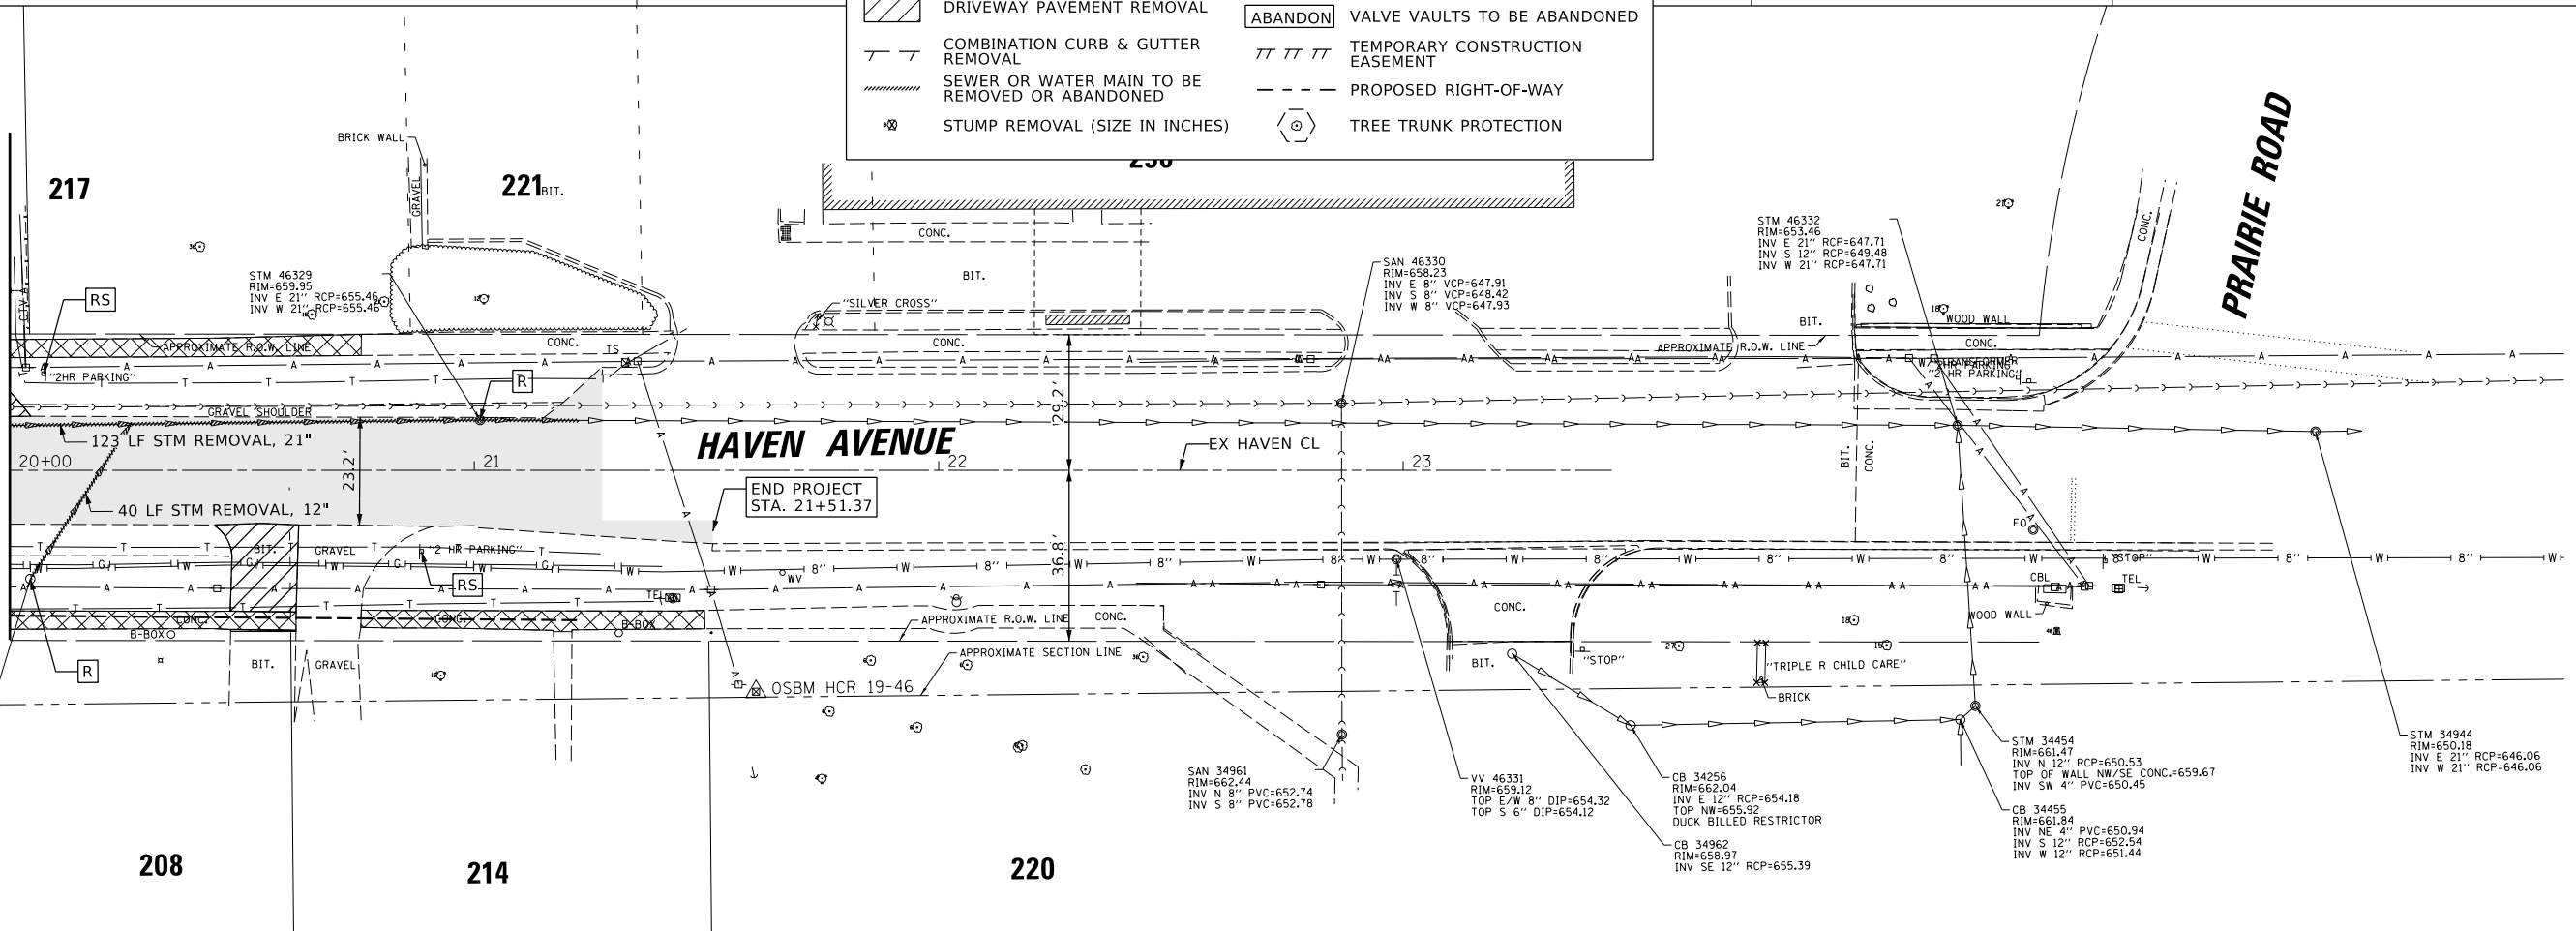 DRIVEWAY PAVEMENT REMOVAL
COMBINATION CURB & GUTTER
REMOVAL
SEWER OR WATER MAIN TO BE
REMOVED OR ABANDONED
STUMP REMOVAL (SIZE IN INCHES)
ABANDON VALVE VAULTS TO BE ABANDONED
TEMPORARY CONSTRUCTION
EASEMENT
PROPOSED RIGHT-OF-WAY
TREE TRUNK PROTECTION
BRICK WALL
GRAVEL
217
221
BIT.
PRAIRIE ROAD
CONC.
BIT.
STM 46329
RIM=659.95
INV E 21" RCP=655.46
INV W 21" RCP=655.46
RS
"SILVER CROSS"
SAN 46330
RIM=658.23
INV E 8" VCP=647.91
INV S 8" VCP=648.42
INV W 8" VCP=647.93
STM 46332
RIM=653.46
INV E 21" RCP=647.71
INV S 12" RCP=649.48
INV W 21" RCP=647.71
CONC.
WOOD WALL
BIT.
CONC.
APPROXIMATE R.O.W. LINE
CONC.
TS
CONC.
APPROXIMATE R.O.W. LINE
"2HR PARKING"
"2 HR PARKING"
R
GRAVEL SHOULDER
123 LF STM REMOVAL, 21"
20+00
21
22
23
23.2'
29.2'
36.8'
HAVEN AVENUE
EX HAVEN CL
BIT.
CONC.
40 LF STM REMOVAL, 12"
END PROJECT
STA. 21+51.37
FO
BIT.
GRAVEL
"2 HR PARKING"
RS
WV
"STOP"
CBL
TEL
TEL
CONC.
WOOD WALL
CONC.
CONC.
B-BOX
B-BOX
APPROXIMATE R.O.W. LINE
CONC.
R
BIT.
GRAVEL
APPROXIMATE SECTION LINE
OSBM HCR 19-46
BIT.
"STOP"
"TRIPLE R CHILD CARE"
BRICK
SAN 34961
RIM=662.44
INV N 8" PVC=652.74
INV S 8" PVC=652.78
VV 46331
RIM=659.12
TOP E/W 8" DIP=654.32
TOP S 6" DIP=654.12
CB 34256
RIM=662.04
INV E 12" RCP=654.18
TOP NW=655.92
DUCK BILLED RESTRICTOR
CB 34962
RIM=658.97
INV SE 12" RCP=655.39
STM 34454
RIM=661.47
INV N 12" RCP=650.53
TOP OF WALL NW/SE CONC.=659.67
INV SW 4" PVC=650.45
CB 34455
RIM=661.84
INV NE 4" PVC=650.94
INV S 12" RCP=652.54
INV W 12" RCP=651.44
STM 34944
RIM=650.18
INV E 21" RCP=646.06
INV W 21" RCP=646.06
208
214
220